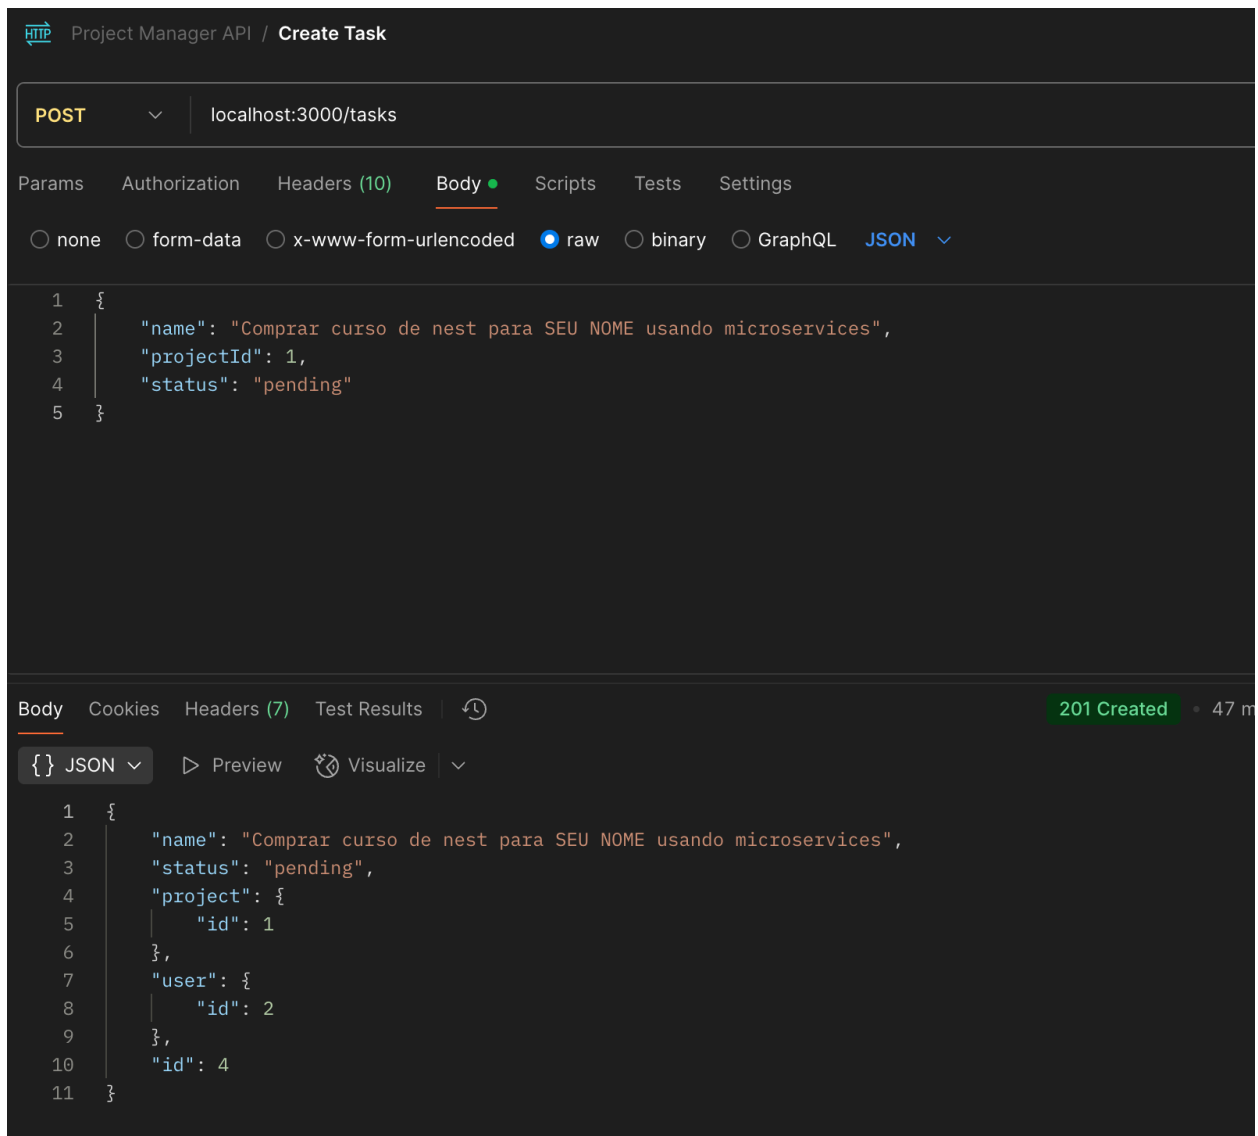 HTTP Project Manager API / Create Task
POST localhost:3000/tasks
Params Authorization Headers (10) Body Scripts Tests Settings
none form-data x-www-form-urlencoded raw binary GraphQL JSON
1 {
2 "name": "Comprar curso de nest para SEU NOME usando microservices",
3 "projectId": 1,
4 "status": "pending"
5 }
Body Cookies Headers (7) Test Results 201 Created • 47 m
{} JSON Preview Visualize
1 {
2 "name": "Comprar curso de nest para SEU NOME usando microservices",
3 "status": "pending",
4 "project": {
5 "id": 1
6 },
7 "user": {
8 "id": 2
9 },
10 "id": 4
11 }